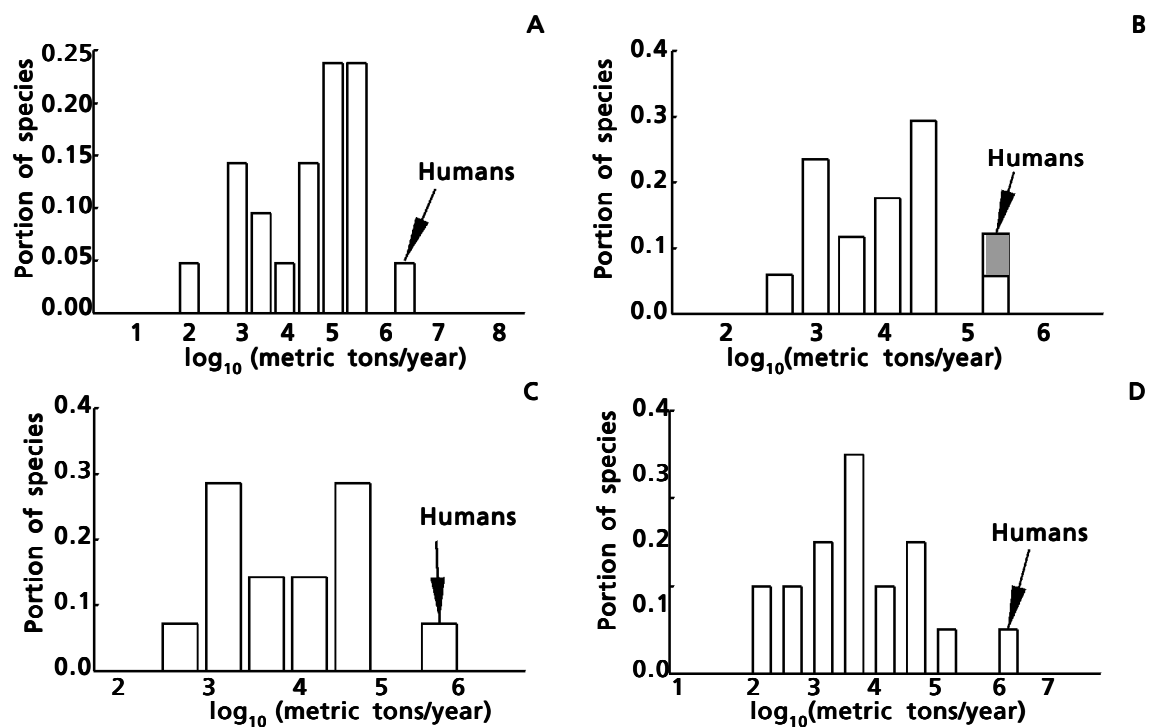 A
Portion of species
0.25
0.20
0.15
0.10
0.05
0.00
Humans
1 2 3 4 5 6 7 8
log10 (metric tons/year)
B
Portion of species
0.4
0.3
0.2
0.1
0.0
Humans
2 3 4 5 6
log10(metric tons/year)
C
Portion of species
0.4
0.3
0.2
0.1
0.0
Humans
2 3 4 5 6
log10(metric tons/year)
D
Portion of species
0.4
0.3
0.2
0.1
0.0
Humans
1 2 3 4 5 6 7
log10(metric tons/year)